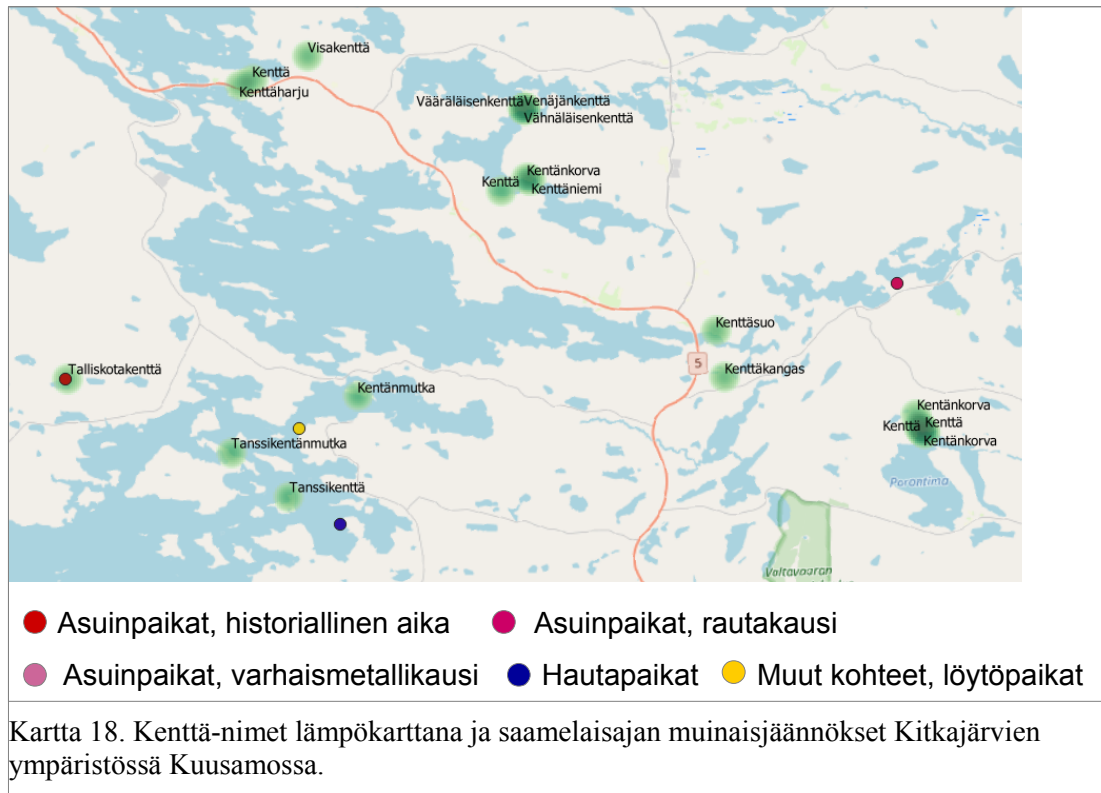 Visakenttä
Kenttä
Kenttäharju
Vääräläisenkenttä Venäjänkenttä
Vähnäläisenkenttä
Kentänkorva
Kenttä
Kenttäniemi
Kenttäsuo
5
Kenttäkangas
Talliskotakenttä
Kentänmutka
Kentänkorva
Kenttä
Kenttä
Kentänkorva
Tanssikentänmutka
Tanssikenttä
Porontima
Valtavaaran
Asuinpaikat, historiallinen aika Asuinpaikat, rautakausi
Asuinpaikat, varhaismetallikausi Hautapaikat Muut kohteet, löytöpaikat
Kartta 18. Kenttä-nimet lämpökarttana ja saamelaisajan muinaisjäännökset Kitkajärvien
ympäristössä Kuusamossa.